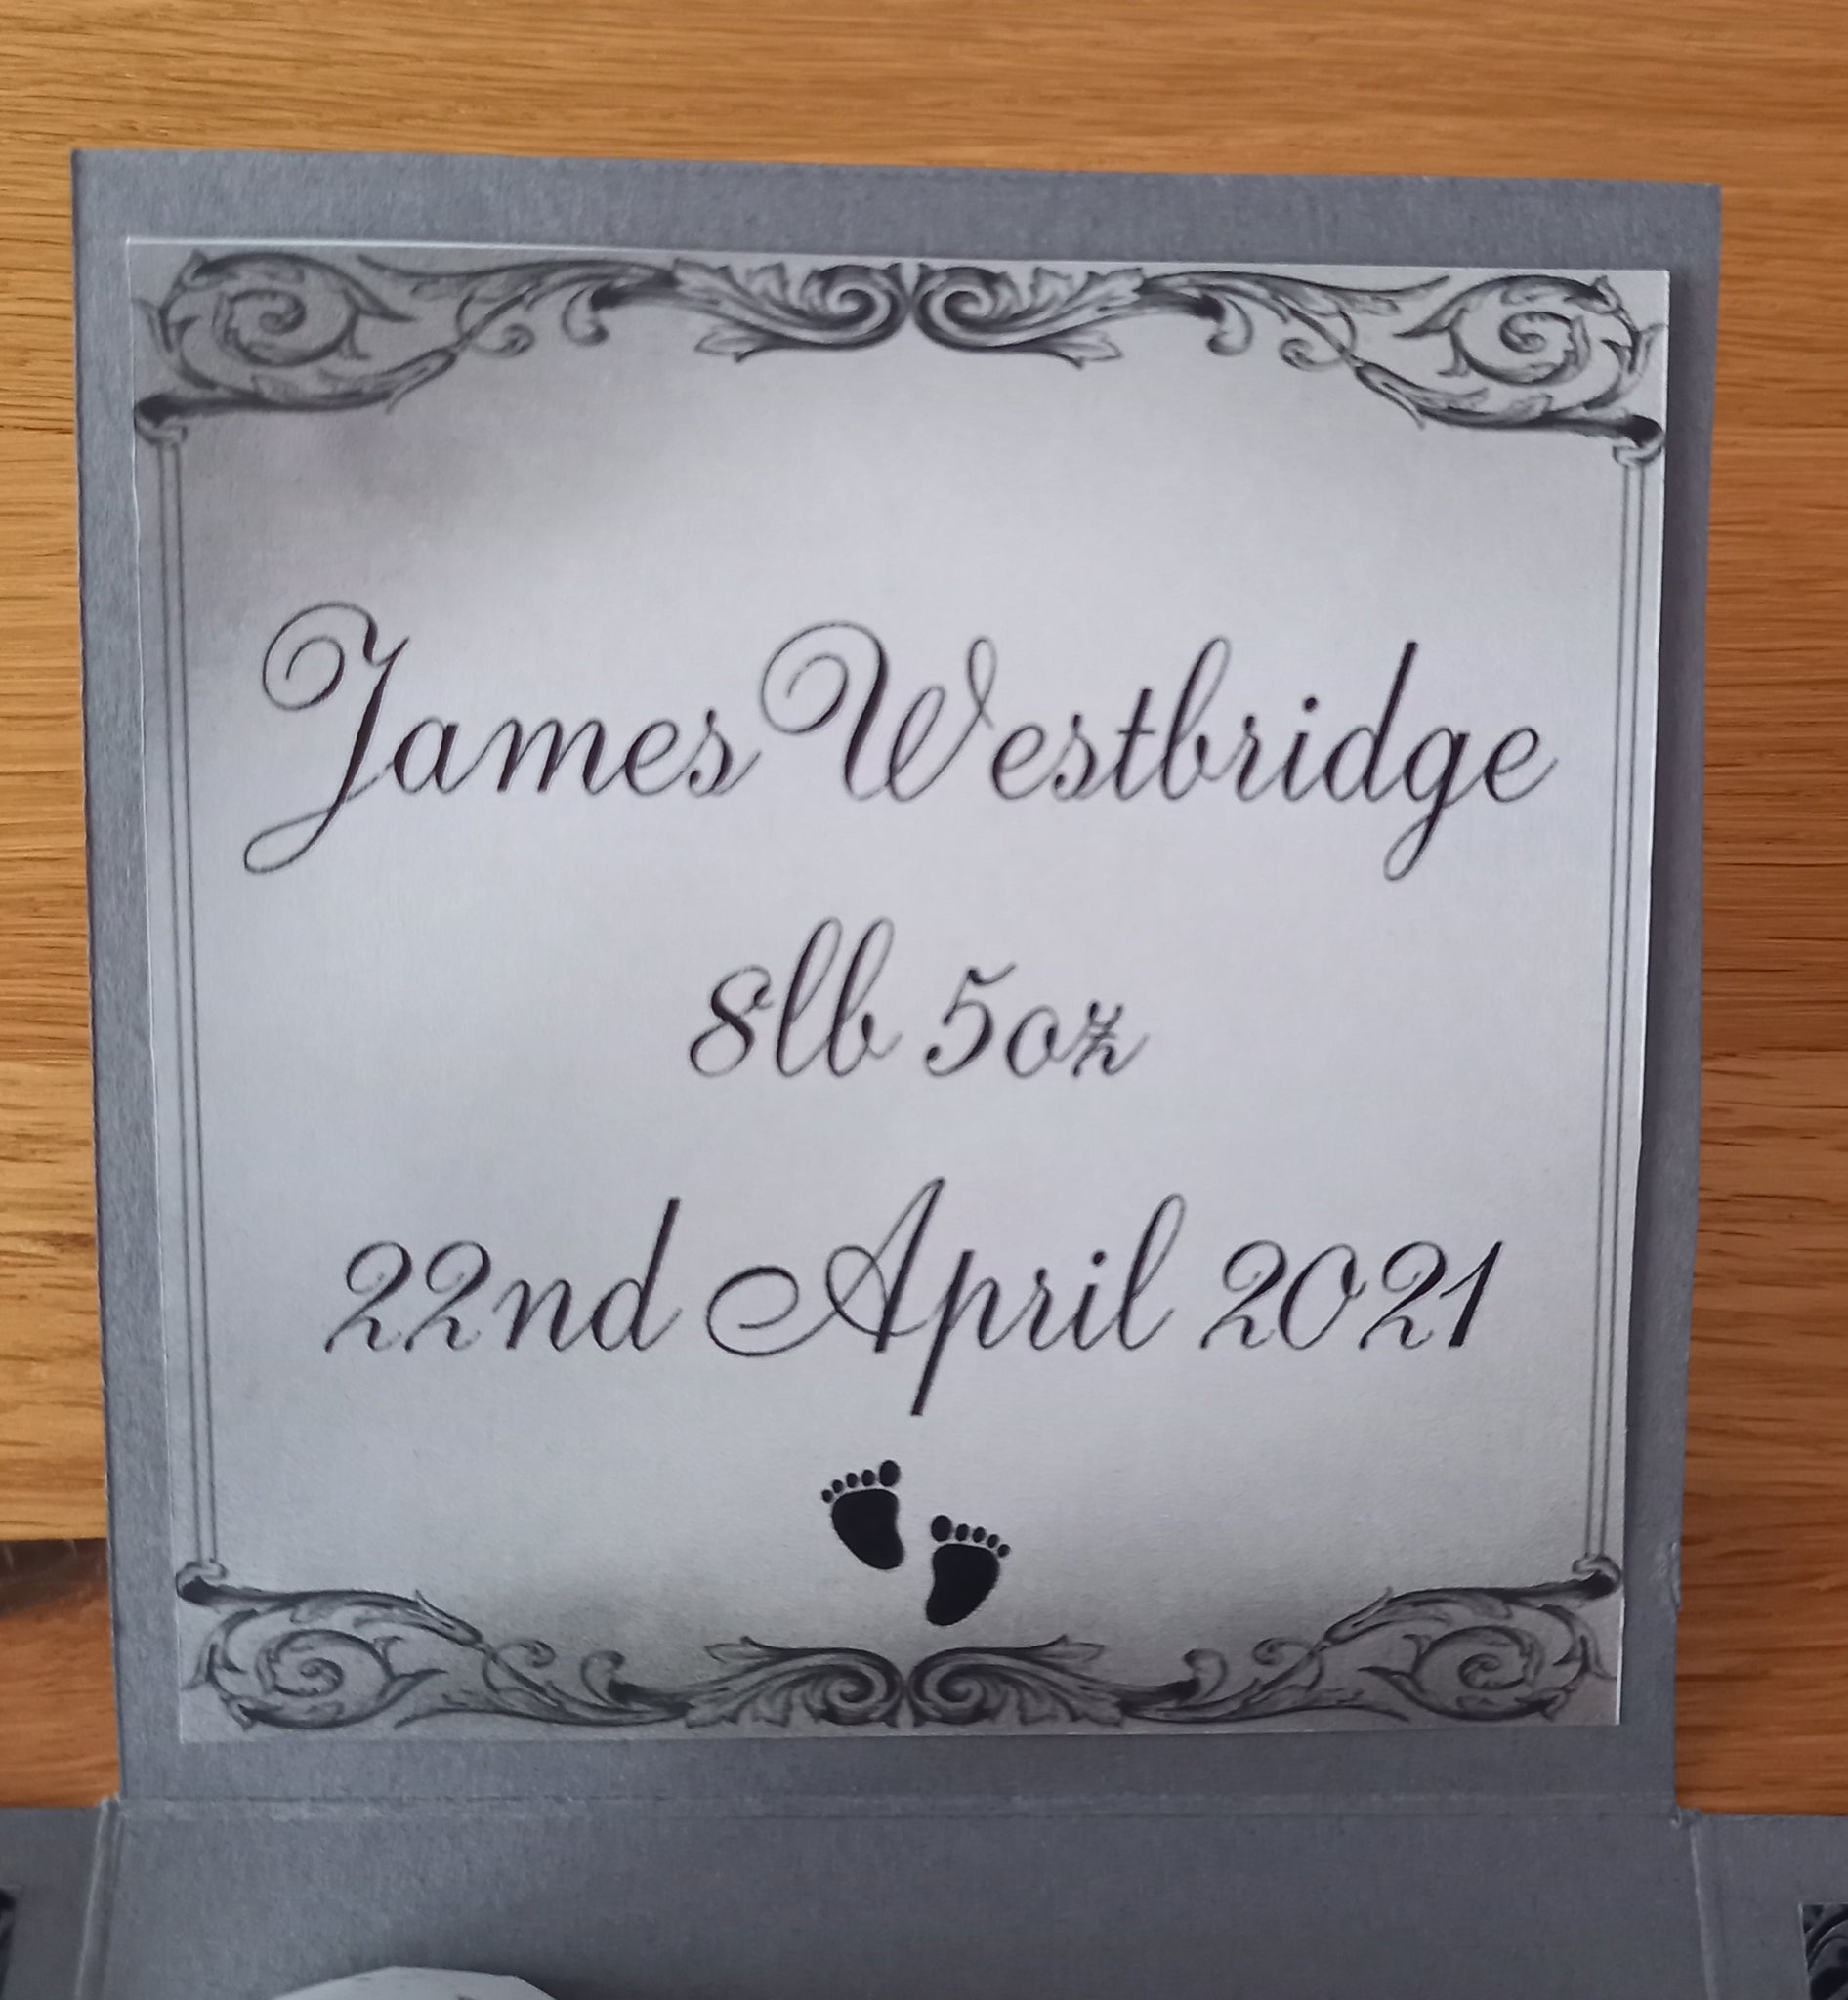 James Westbridge
8lb 5oz
22nd April 2021